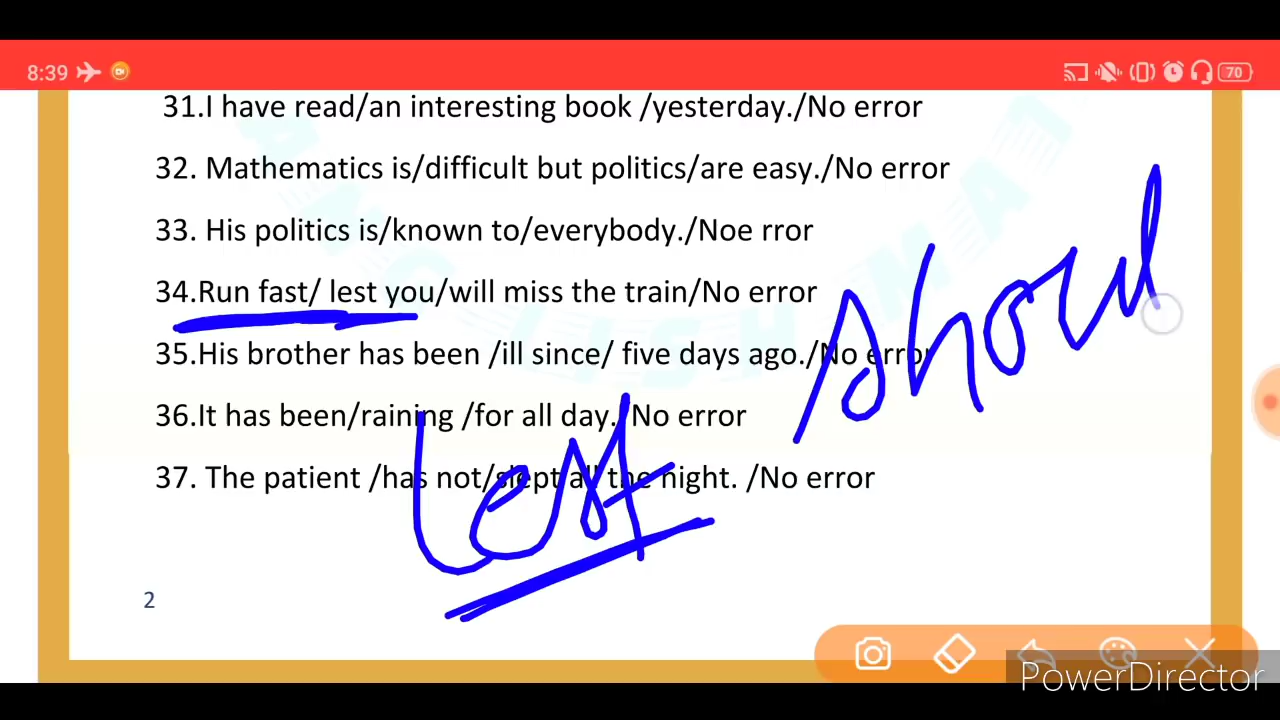 8:39 70
31.I have read/an interesting book /yesterday./No error
32. Mathematics is/difficult but politics/are easy./No error
33. His politics is/known to/everybody./Noe rror
34.Run fast/ lest you/will miss the train/No error
35.His brother has been /ill since/ five days ago./No error
36.It has been/raining /for all day./No error
37. The patient /has not/slept all the night. /No error
Lest shoul
2
PowerDirector